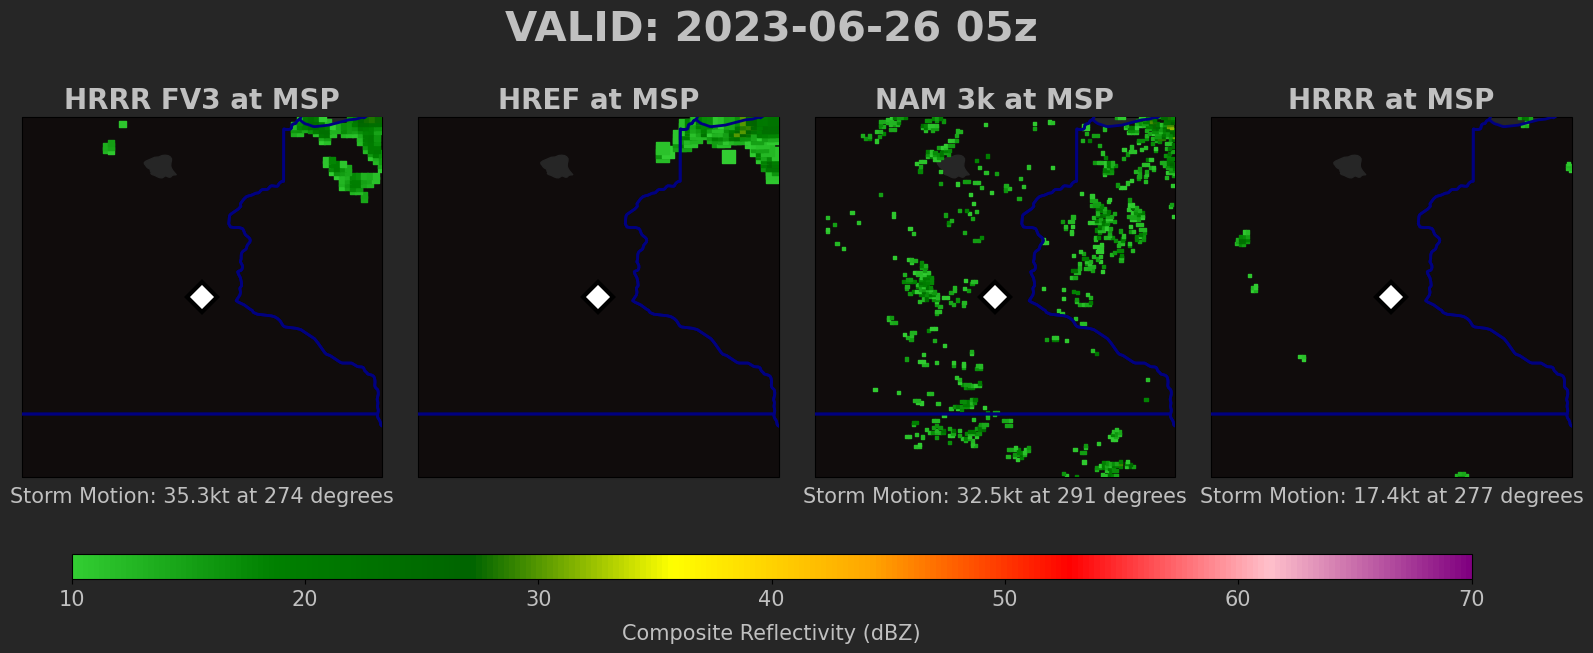 VALID: 2023-06-26 05z
HRRR FV3 at MSP
HREF at MSP
NAM 3k at MSP
HRRR at MSP
Storm Motion: 35.3kt at 274 degrees
Storm Motion: 32.5kt at 291 degrees
Storm Motion: 17.4kt at 277 degrees
10 20 30 40 50 60 70
Composite Reflectivity (dBZ)